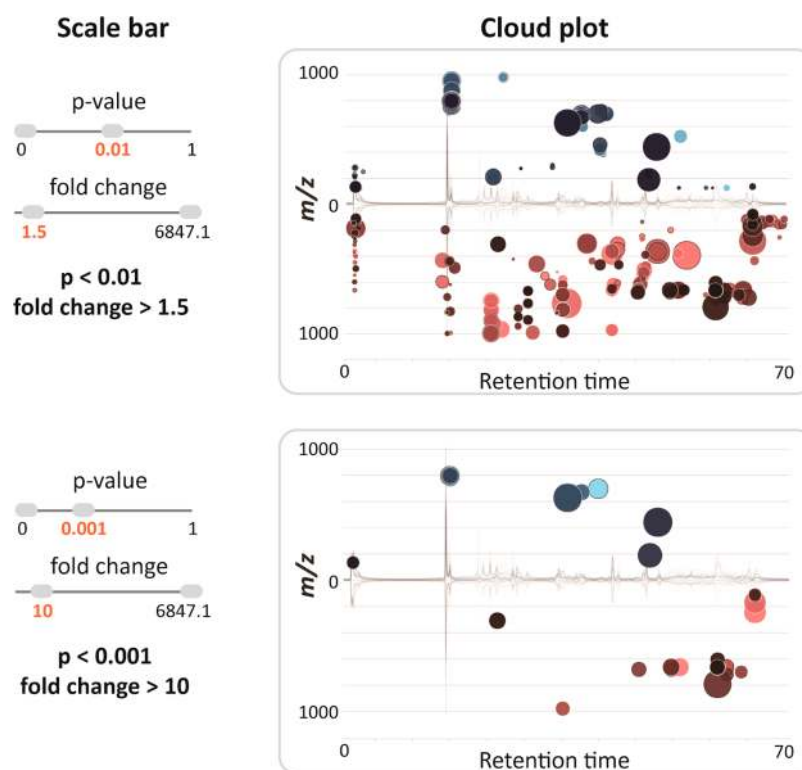 Scale bar
Cloud plot
p-value
0 0.01 1
fold change
1.5 6847.1
p < 0.01
fold change > 1.5
1000
0
1000
m/z
0 70
Retention time
p-value
0 0.001 1
fold change
10 6847.1
p < 0.001
fold change > 10
1000
0
1000
m/z
0 70
Retention time